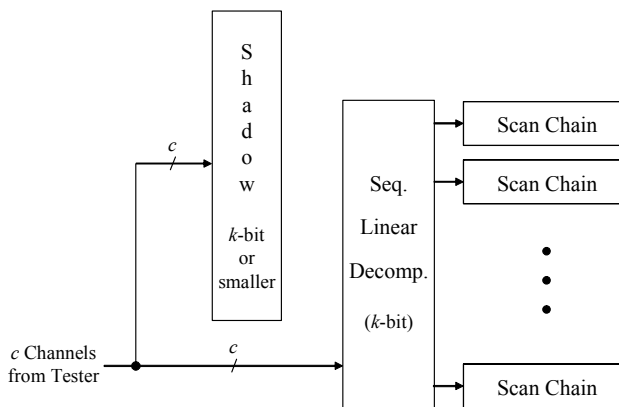 S
h
a
d
o
w
k-bit
or
smaller
c
c
c Channels
from Tester
Seq.
Linear
Decomp.
(k-bit)
Scan Chain
Scan Chain
Scan Chain